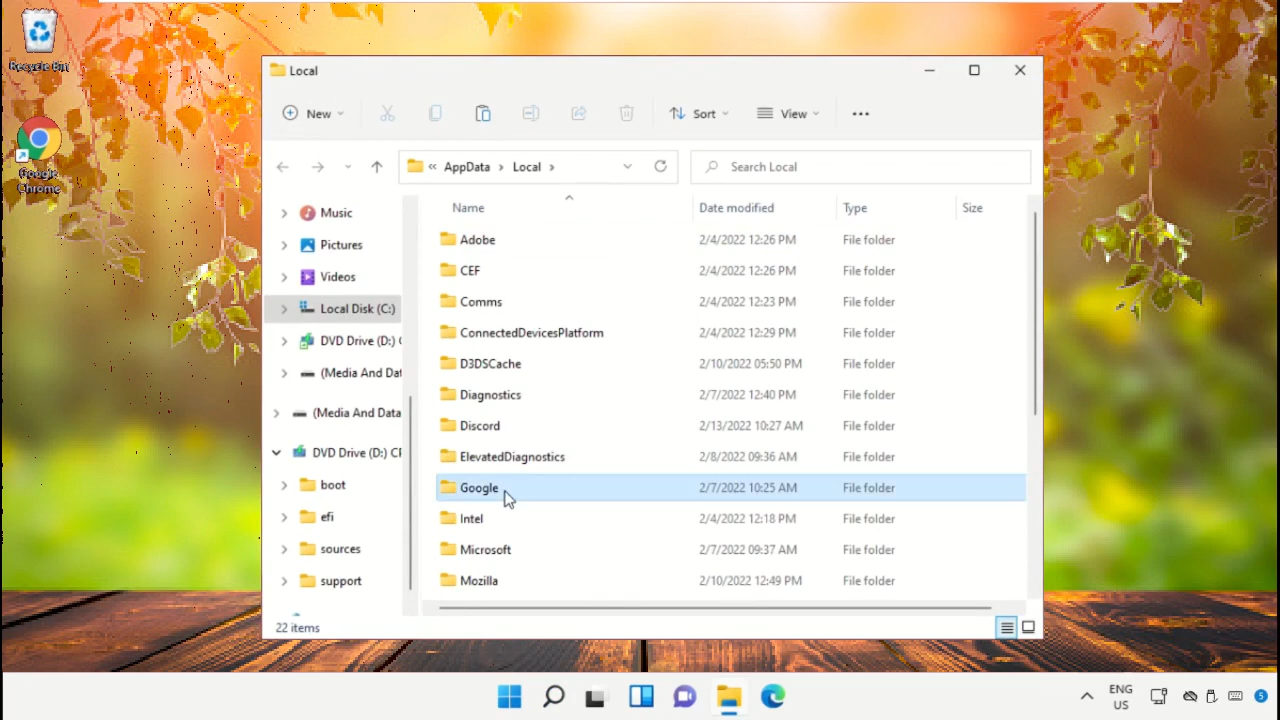 Recycle Bin
Google
Chrome
Local
New
Sort
View
AppData
Local
Search Local
Music
Pictures
Videos
Local Disk (C:)
DVD Drive (D:) C
(Media And Dat
(Media And Data
DVD Drive (D:) CF
boot
efi
sources
support
Name Date modified Type Size
Adobe 2/4/2022 12:26 PM File folder
CEF 2/4/2022 12:26 PM File folder
Comms 2/4/2022 12:23 PM File folder
ConnectedDevicesPlatform 2/4/2022 12:29 PM File folder
D3DSCache 2/10/2022 05:50 PM File folder
Diagnostics 2/7/2022 12:40 PM File folder
Discord 2/13/2022 10:27 AM File folder
ElevatedDiagnostics 2/8/2022 09:36 AM File folder
Google 2/7/2022 10:25 AM File folder
Intel 2/4/2022 12:18 PM File folder
Microsoft 2/7/2022 09:37 AM File folder
Mozilla 2/10/2022 12:49 PM File folder
22 items
ENG
US
5